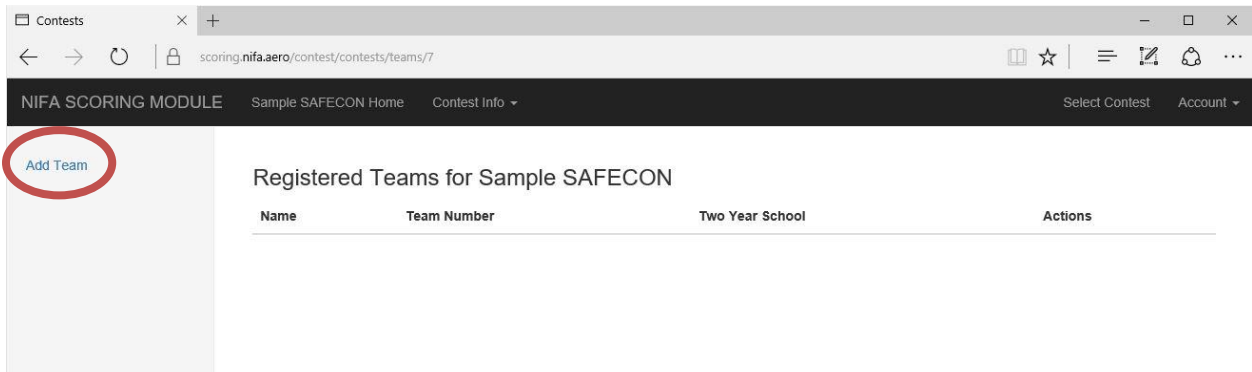 Contests
scoring.nifa.aero/contest/contests/teams/7
NIFA SCORING MODULE Sample SAFECON Home Contest Info Select Contest Account
Add Team
Registered Teams for Sample SAFECON
Name Team Number Two Year School Actions